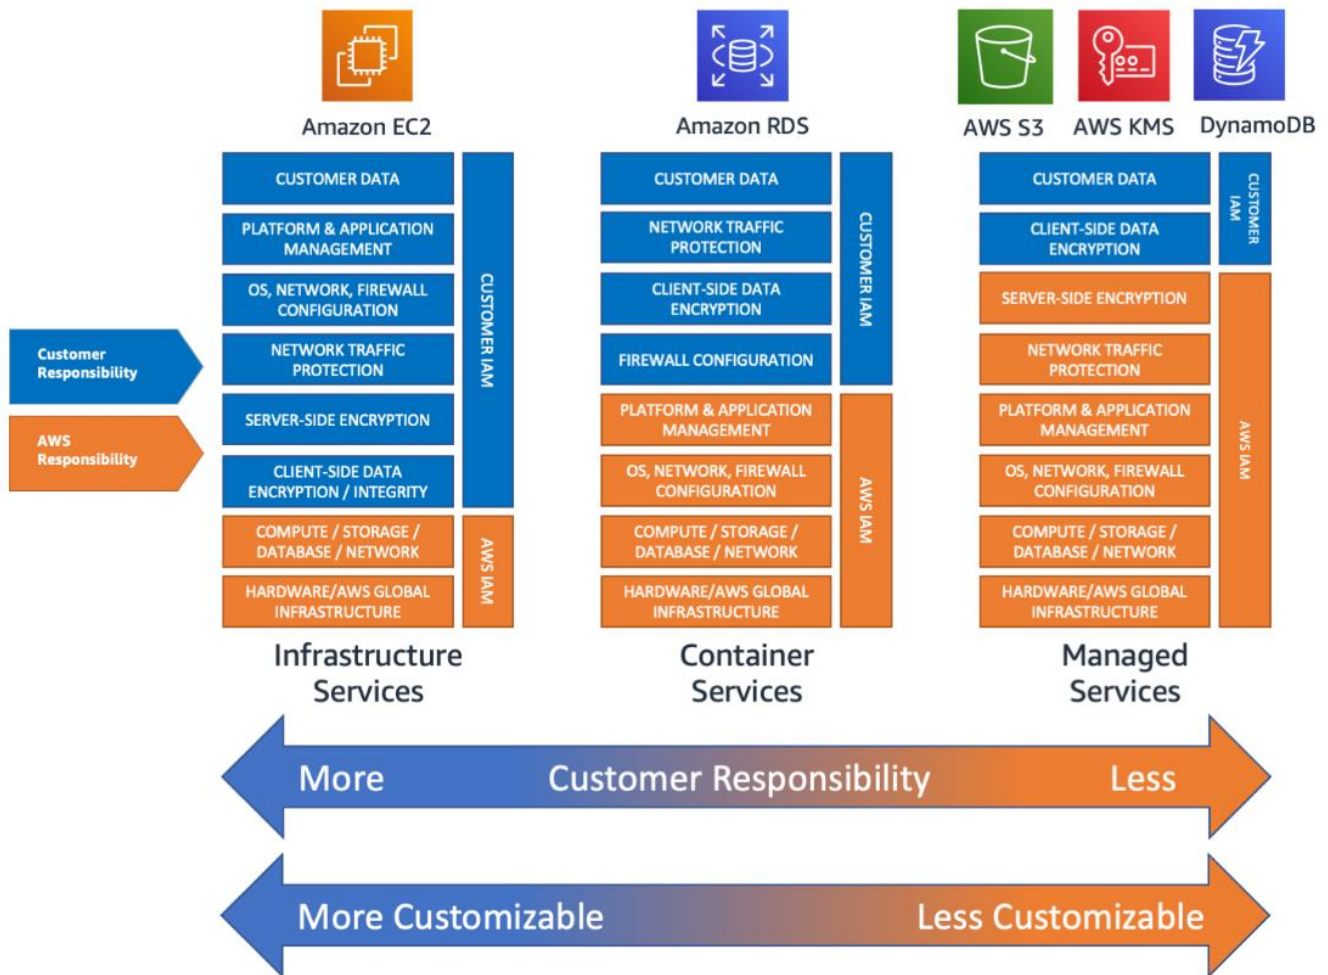 Amazon EC2
Amazon RDS
AWS S3
AWS KMS
DynamoDB
Customer
Responsibility
AWS
Responsibility
CUSTOMER DATA
PLATFORM & APPLICATION
MANAGEMENT
OS, NETWORK, FIREWALL
CONFIGURATION
NETWORK TRAFFIC
PROTECTION
SERVER-SIDE ENCRYPTION
CLIENT-SIDE DATA
ENCRYPTION / INTEGRITY
COMPUTE / STORAGE /
DATABASE / NETWORK
HARDWARE/AWS GLOBAL
INFRASTRUCTURE
CUSTOMER IAM
AWS IAM
Infrastructure
Services
CUSTOMER DATA
NETWORK TRAFFIC
PROTECTION
CLIENT-SIDE DATA
ENCRYPTION
FIREWALL CONFIGURATION
PLATFORM & APPLICATION
MANAGEMENT
OS, NETWORK, FIREWALL
CONFIGURATION
COMPUTE / STORAGE /
DATABASE / NETWORK
HARDWARE/AWS GLOBAL
INFRASTRUCTURE
CUSTOMER IAM
AWS IAM
Container
Services
CUSTOMER DATA
CLIENT-SIDE DATA
ENCRYPTION
SERVER-SIDE ENCRYPTION
NETWORK TRAFFIC
PROTECTION
PLATFORM & APPLICATION
MANAGEMENT
OS, NETWORK, FIREWALL
CONFIGURATION
COMPUTE / STORAGE /
DATABASE / NETWORK
HARDWARE/AWS GLOBAL
INFRASTRUCTURE
CUSTOMER
IAM
AWS IAM
Managed
Services
More Customer Responsibility Less
More Customizable Less Customizable